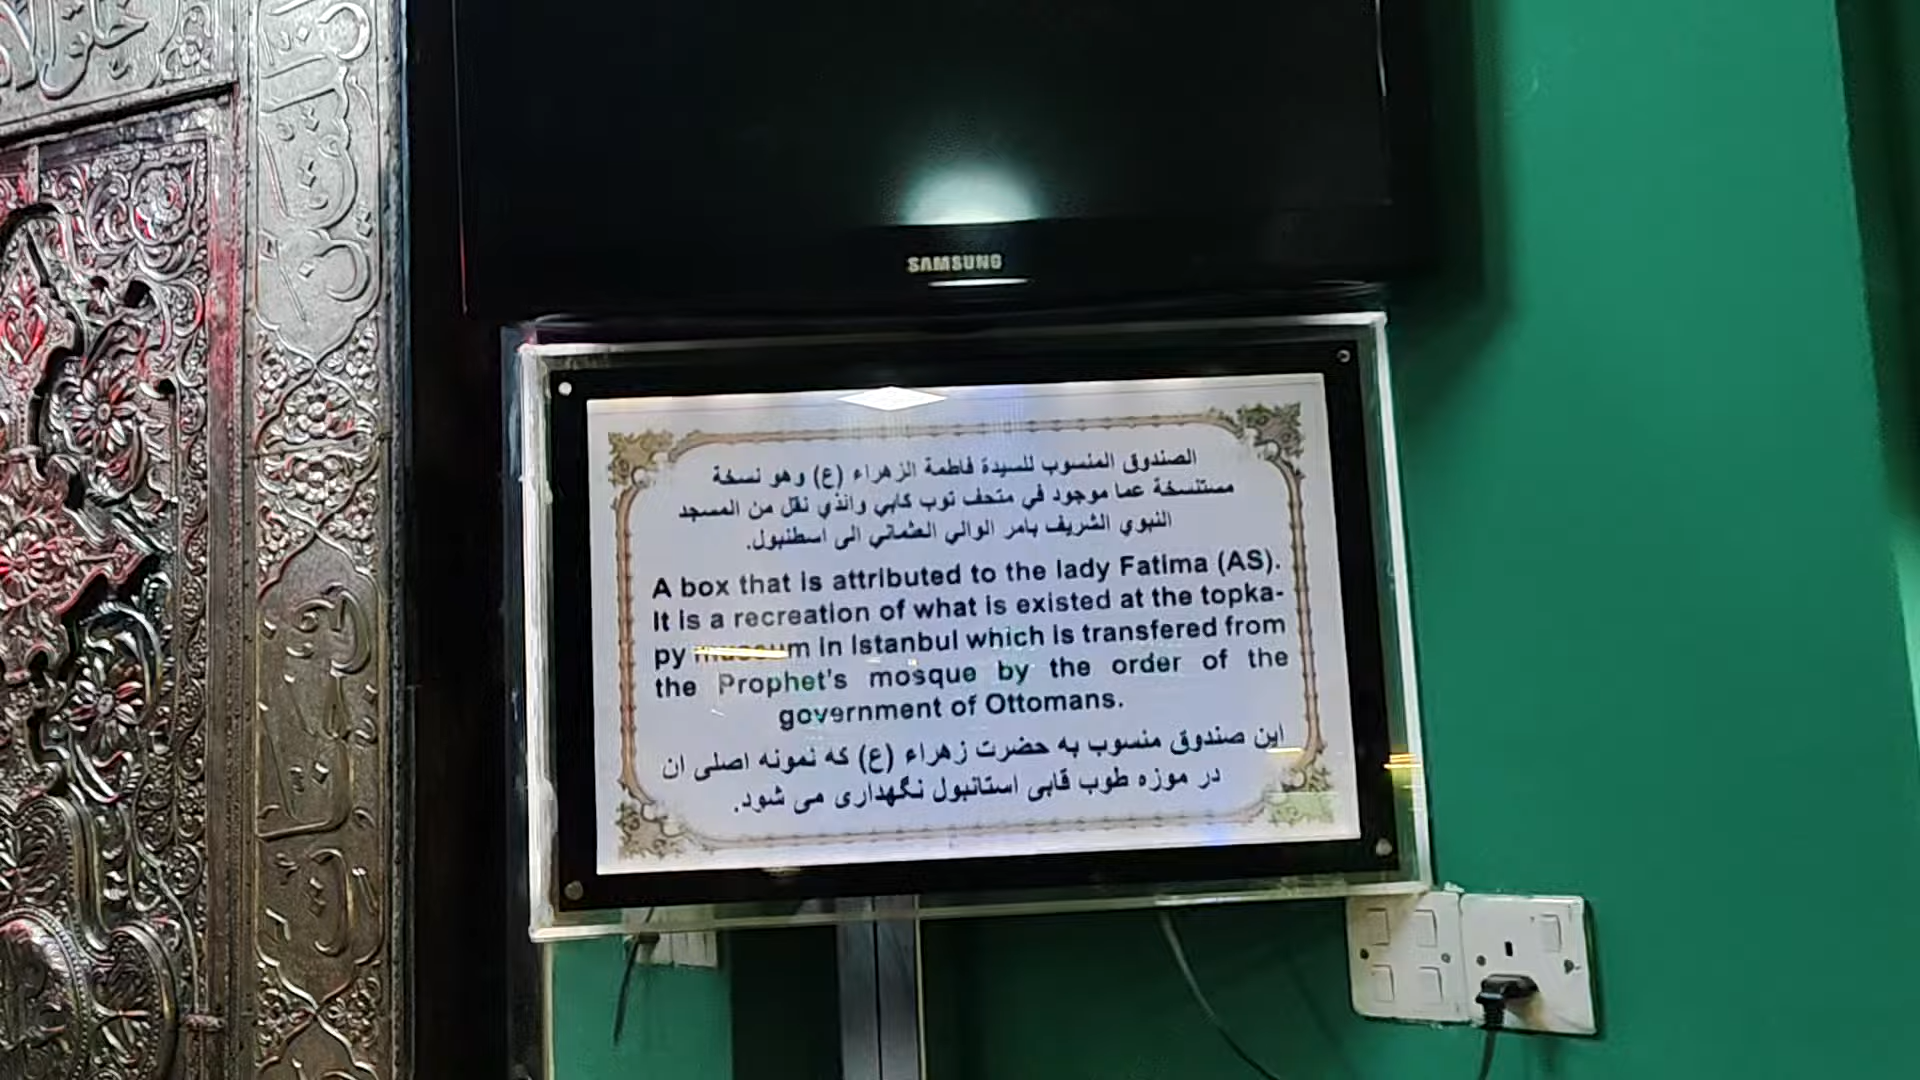 SAMSUNG
الصندوق المنسوب للسيدة فاطمة الزهراء (ع) وهو نسخة
مستنسخة عما موجود في متحف توب كابي والذي نقل من المسجد
النبوي الشريف بامر الوالي العثماني الى اسطنبول.
A box that is attributed to the lady Fatima (AS).
It is a recreation of what is existed at the topka-
py museum in Istanbul which is transfered from
the Prophet's mosque by the order of the
government of Ottomans.
این صندوق منسوب به حضرت زهراء (ع) که نمونه اصلی ان
در موزه طوب قابی استانبول نگهداری می شود.